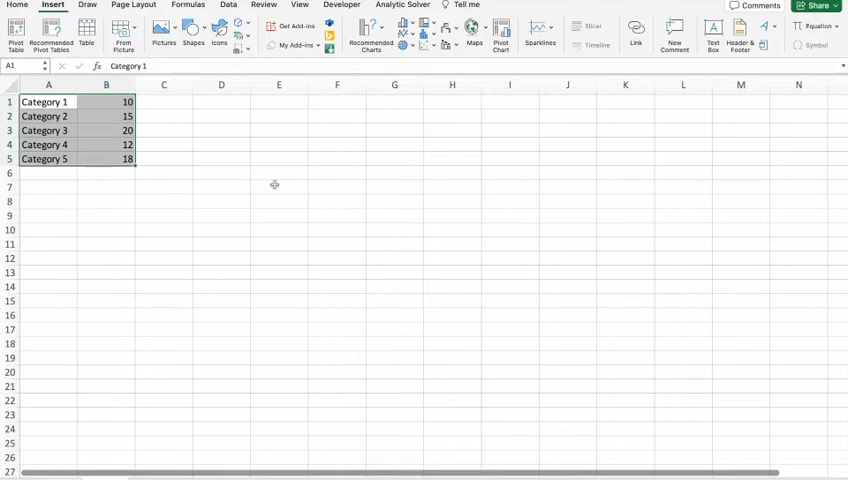 Home Insert Draw Page Layout Formulas Data Review View Developer Analytic Solver Tell me Comments Share
Pivot Table
Recommended Pivot Tables
Table
From Picture
Pictures
Shapes
Icons
Get Add-ins
My Add-ins
Recommended Charts
Maps
Pivot Chart
Sparklines
Slicer
Timeline
Link
New Comment
Text Box
Header & Footer
Equation
Symbol
A1 fx Category 1
A B C D E F G H I J K L M N
1 Category 1 10
2 Category 2 15
3 Category 3 20
4 Category 4 12
5 Category 5 18
6
7
8
9
10
11
12
13
14
15
16
17
18
19
20
21
22
23
24
25
26
27